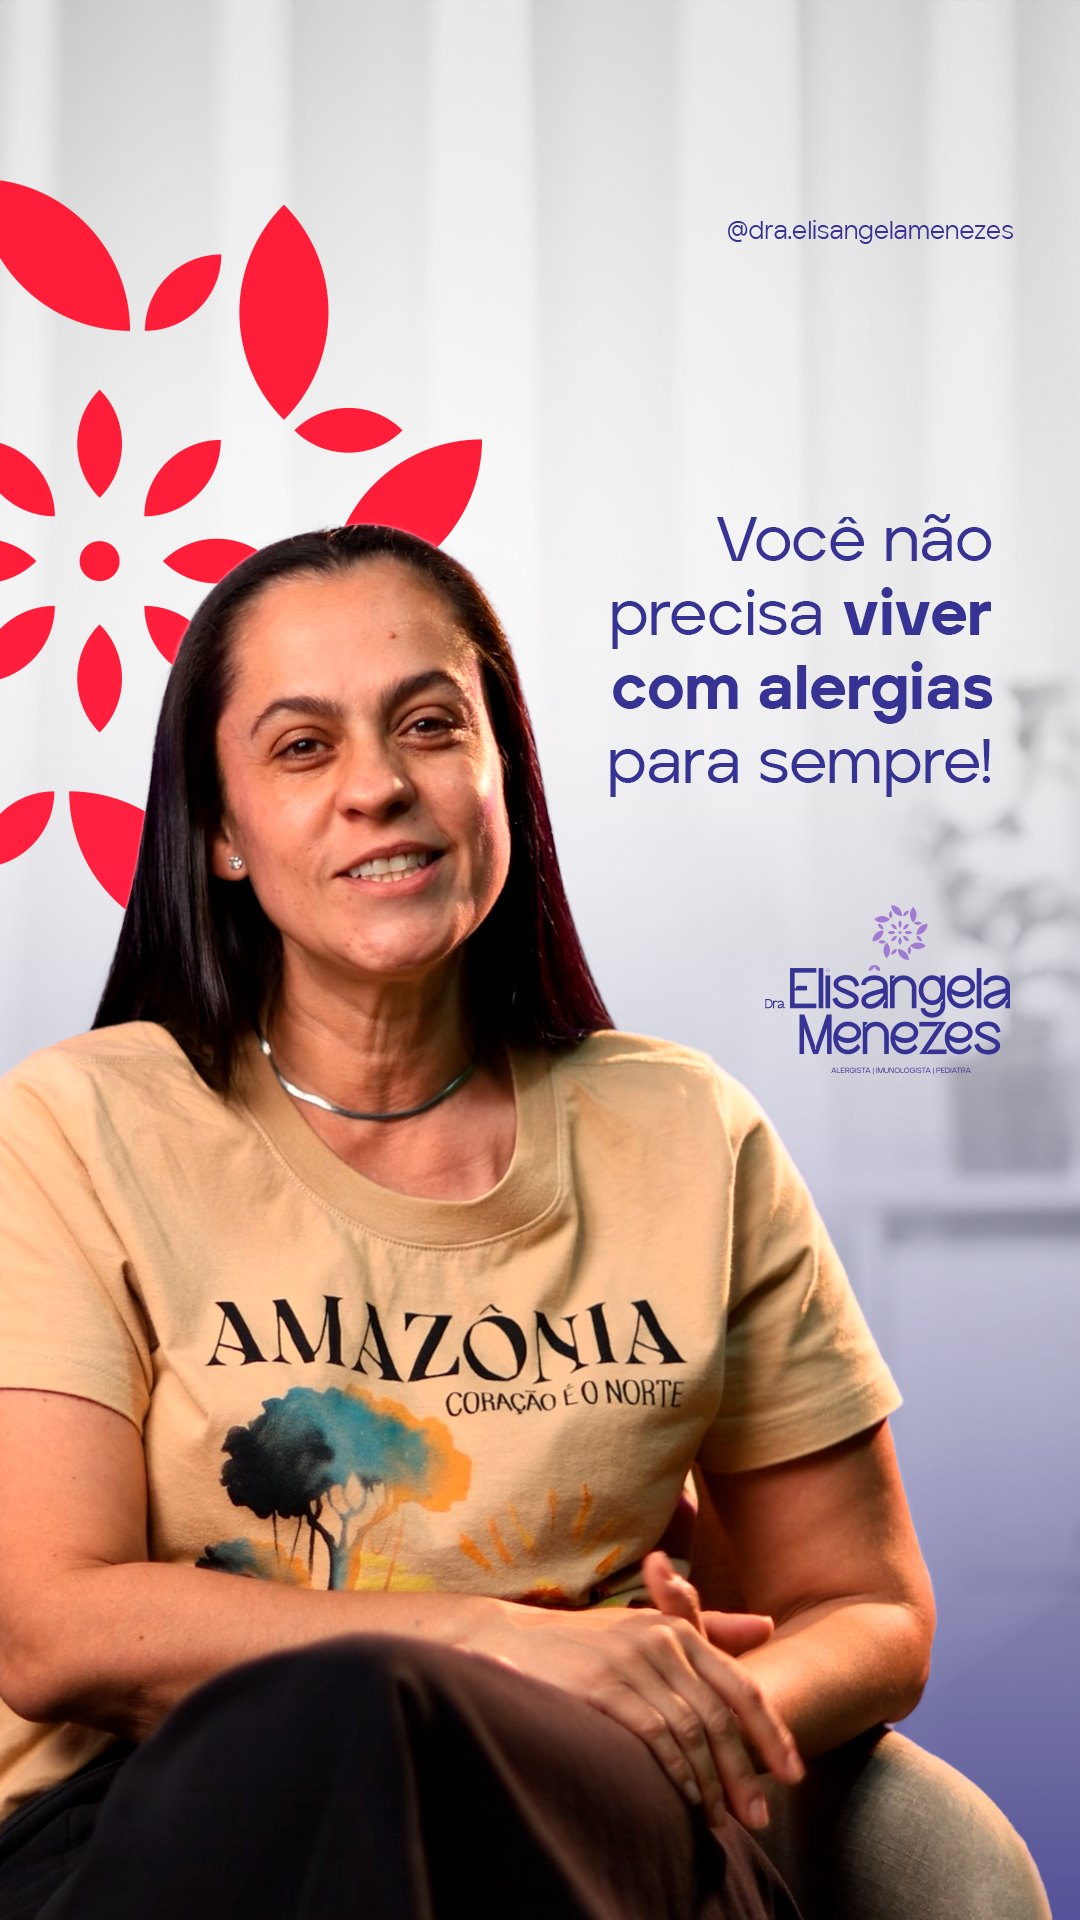 @dra.elisangelamenezes
Você não
precisa viver
com alergias
para sempre!
Dra. Elisângela
Menezes
ALERGISTA | IMUNOLOGISTA | PEDIATRA
AMAZÔNIA
CORAÇÃO É O NORTE